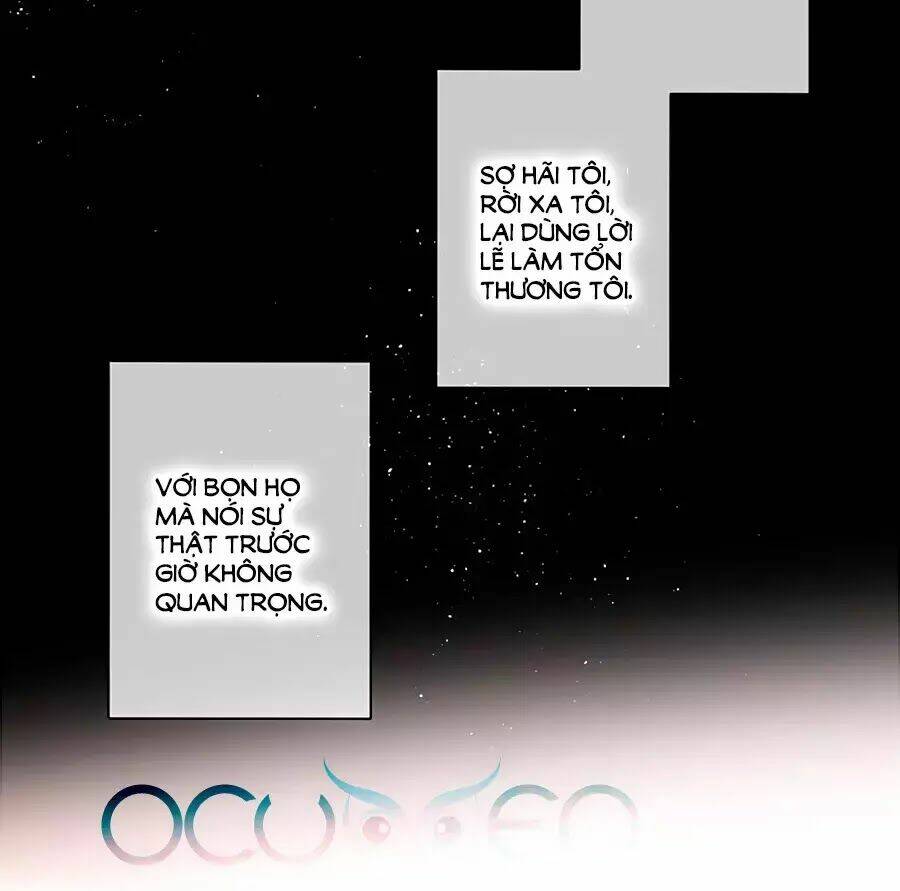 SỢ HÃI TÔI,
RỜI XA TÔI,
LẠI DÙNG LỜI
LẼ LÀM TỔN
THƯƠNG TÔI.
VỚI BỌN HỌ
MÀ NÓI SỰ
THẬT TRƯỚC
GIỜ KHÔNG
QUAN TRỌNG.